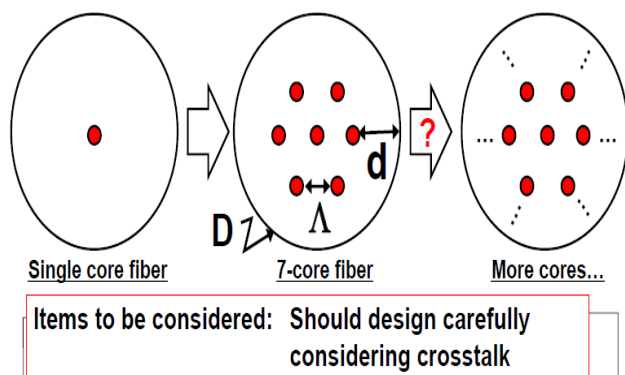 ?
d
D
Λ
...
...
Single core fiber
7-core fiber
More cores...
Items to be considered: Should design carefully
considering crosstalk